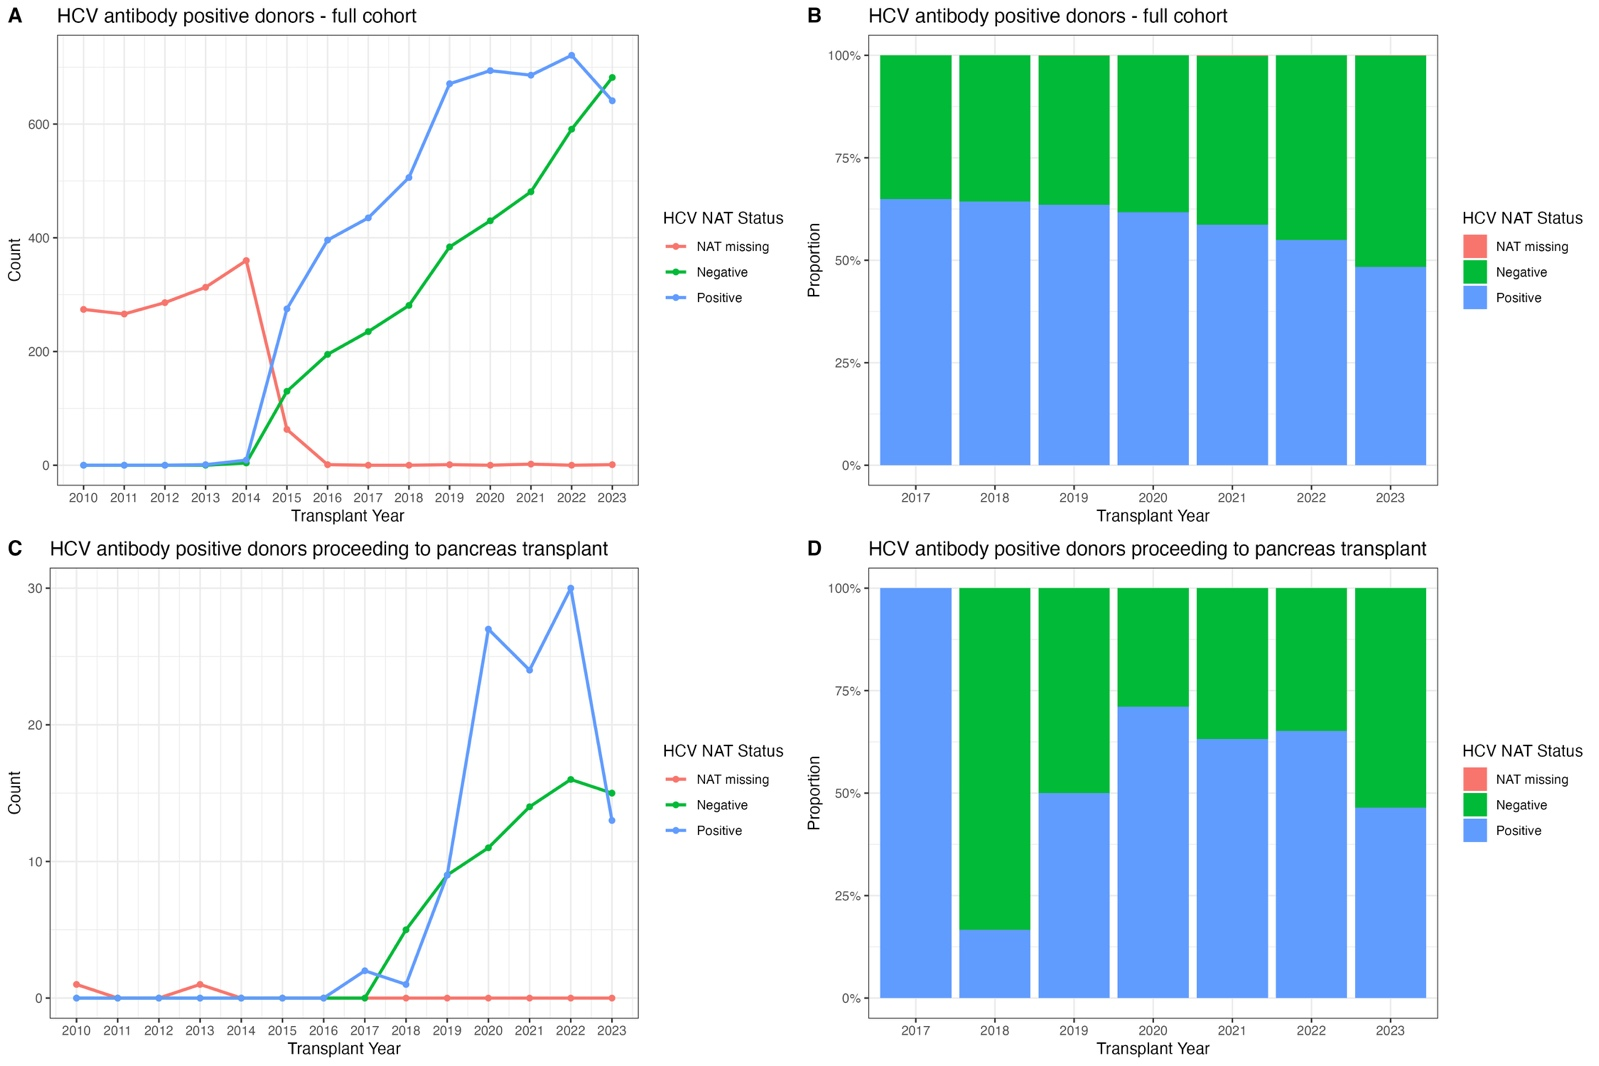 A HCV antibody positive donors - full cohort
Count
600
400
200
0
2010 2011 2012 2013 2014 2015 2016 2017 2018 2019 2020 2021 2022 2023
Transplant Year
HCV NAT Status
NAT missing
Negative
Positive
B HCV antibody positive donors - full cohort
Proportion
100%
75%
50%
25%
0%
2017 2018 2019 2020 2021 2022 2023
Transplant Year
HCV NAT Status
NAT missing
Negative
Positive
C HCV antibody positive donors proceeding to pancreas transplant
Count
30
20
10
0
2010 2011 2012 2013 2014 2015 2016 2017 2018 2019 2020 2021 2022 2023
Transplant Year
HCV NAT Status
NAT missing
Negative
Positive
D HCV antibody positive donors proceeding to pancreas transplant
Proportion
100%
75%
50%
25%
0%
2017 2018 2019 2020 2021 2022 2023
Transplant Year
HCV NAT Status
NAT missing
Negative
Positive